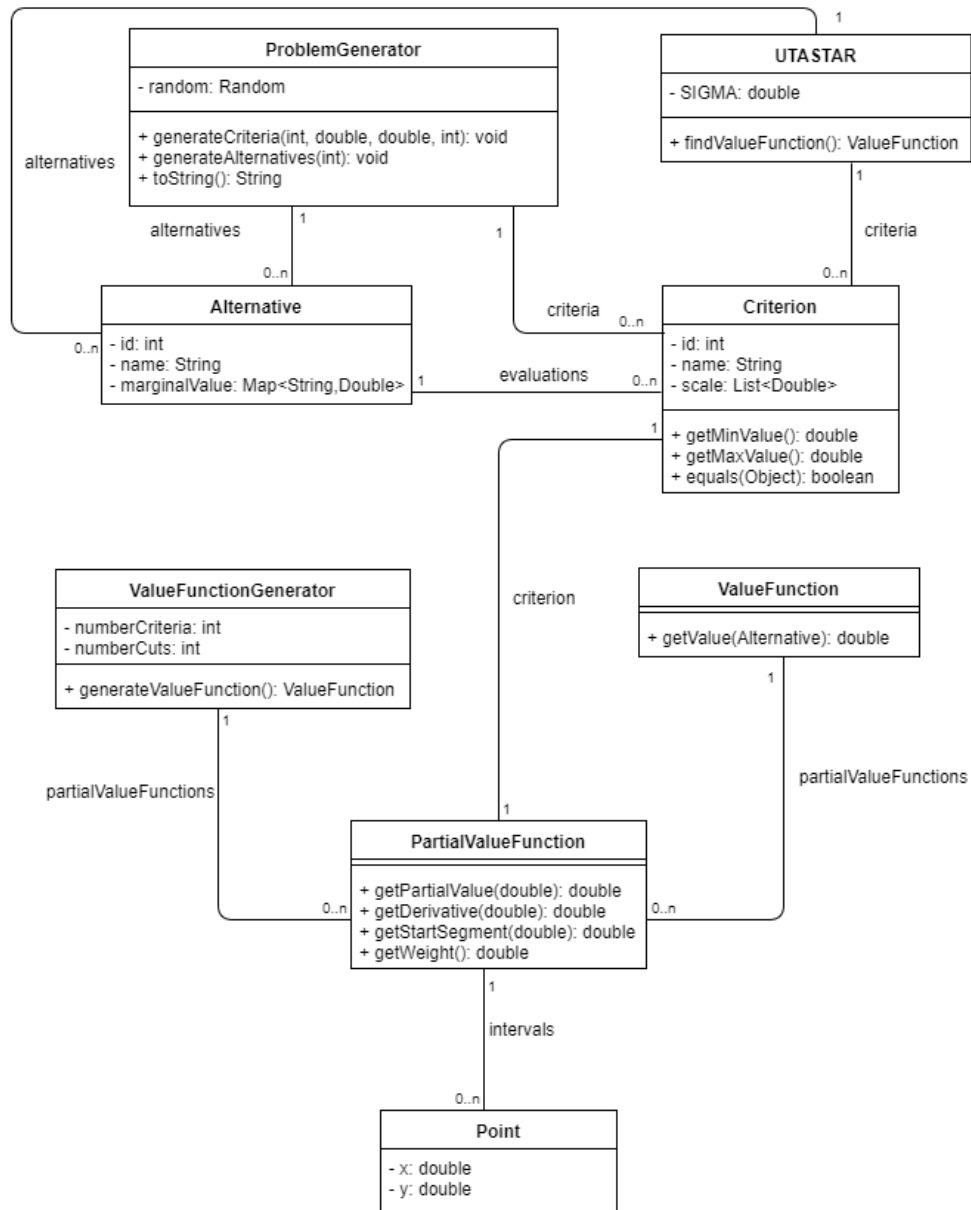 1
ProblemGenerator
- random: Random
+ generateCriteria(int, double, double, int): void
+ generateAlternatives(int): void
+ toString(): String
UTASTAR
- SIGMA: double
+ findValueFunction(): ValueFunction
alternatives
1
1
1
alternatives
criteria
0..n
0..n
Alternative
- id: int
- name: String
- marginalValue: Map<String,Double>
0..n
criteria
0..n
Criterion
- id: int
- name: String
- scale: List<Double>
+ getMinValue(): double
+ getMaxValue(): double
+ equals(Object): boolean
evaluations
1
0..n
1
ValueFunctionGenerator
- numberCriteria: int
- numberCuts: int
+ generateValueFunction(): ValueFunction
criterion
ValueFunction
+ getValue(Alternative): double
1
1
partialValueFunctions
partialValueFunctions
1
PartialValueFunction
+ getPartialValue(double): double
+ getDerivative(double): double
+ getStartSegment(double): double
+ getWeight(): double
0..n
0..n
1
intervals
0..n
Point
- x: double
- y: double